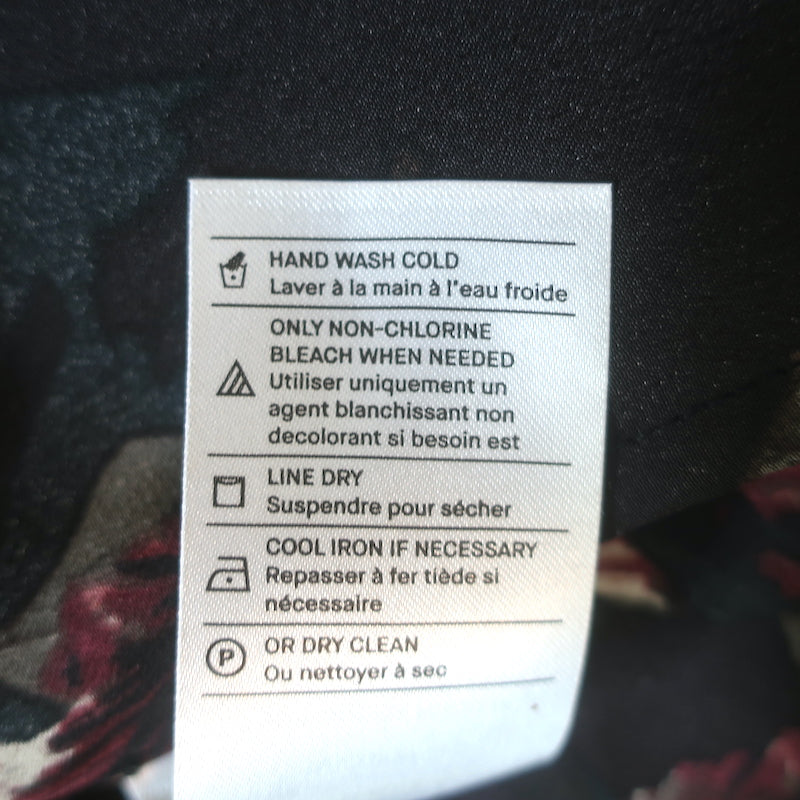 HAND WASH COLD
Laver à la main à l'eau froide
ONLY NON-CHLORINE
BLEACH WHEN NEEDED
Utiliser uniquement un
agent blanchissant non
decolorant si besoin est
LINE DRY
Suspendre pour sécher
COOL IRON IF NECESSARY
Repasser à fer tiède si
nécessaire
P
OR DRY CLEAN
Ou nettoyer à sec